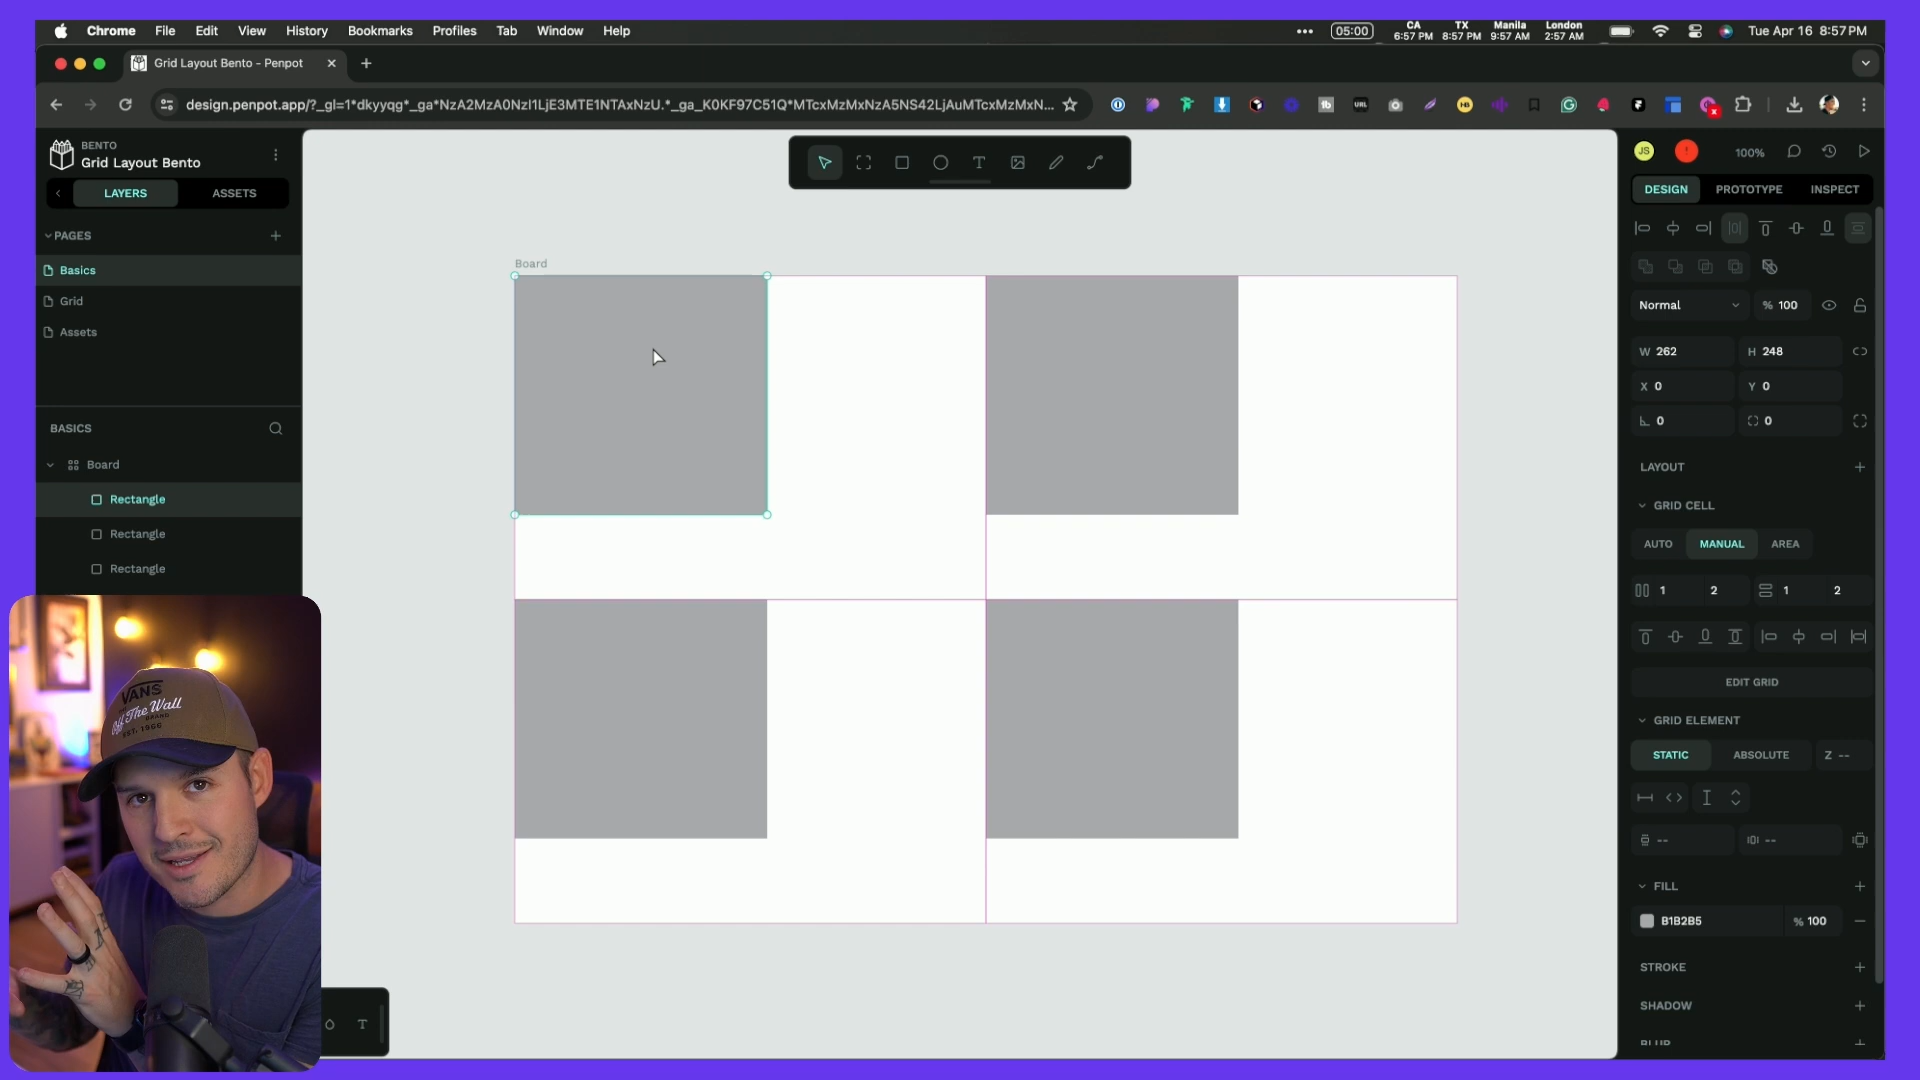 Chrome File Edit View History Bookmarks Profiles Tab Window Help
05:00
CA 6:57 PM
TX 8:57 PM
Manila 9:57 AM
London 2:57 AM
Tue Apr 16 8:57 PM
Grid Layout Bento - Penpot
design.penpot.app/?_gl=1*dkyyqg*_ga*NzA2MzA0NzI1LjE3MTE1NTAxNzU.*_ga_K0KF97C51Q*MTcxMzMxNzA5NS42LjAuMTcxMzMxN...
BENTO
Grid Layout Bento
LAYERS ASSETS
PAGES
Basics
Grid
Assets
BASICS
Board
Rectangle
Rectangle
Rectangle
VANS
"Off The Wall"
BRAND
EST. 1966
T
Board
JS ! 100%
DESIGN PROTOTYPE INSPECT
Normal % 100
W 262 H 248
X 0 Y 0
0 0
LAYOUT
GRID CELL
AUTO MANUAL AREA
1 2 1 2
EDIT GRID
GRID ELEMENT
STATIC ABSOLUTE Z --
-- --
FILL
B1B2B5 % 100
STROKE
SHADOW
BLUR